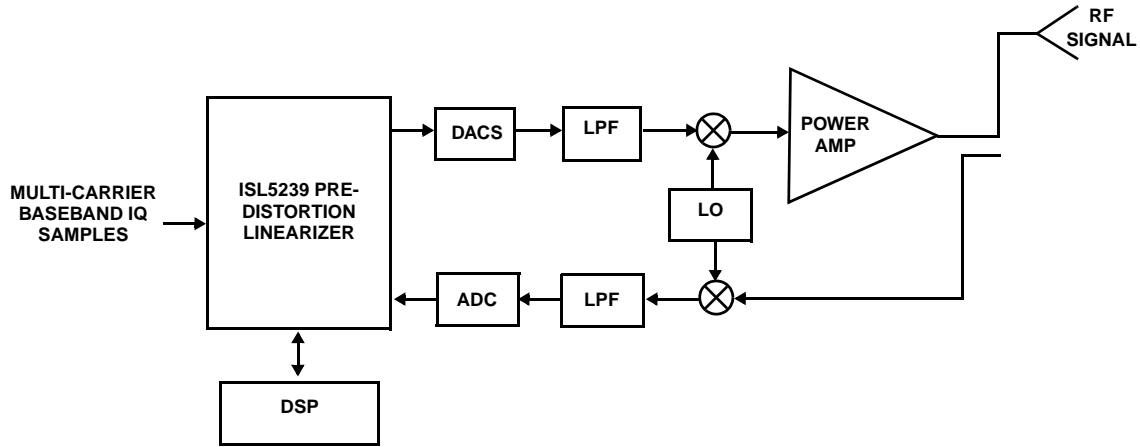 RF
SIGNAL
DACS
LPF
POWER
AMP
MULTI-CARRIER
BASEBAND IQ
SAMPLES
ISL5239 PRE-
DISTORTION
LINEARIZER
LO
ADC
LPF
DSP